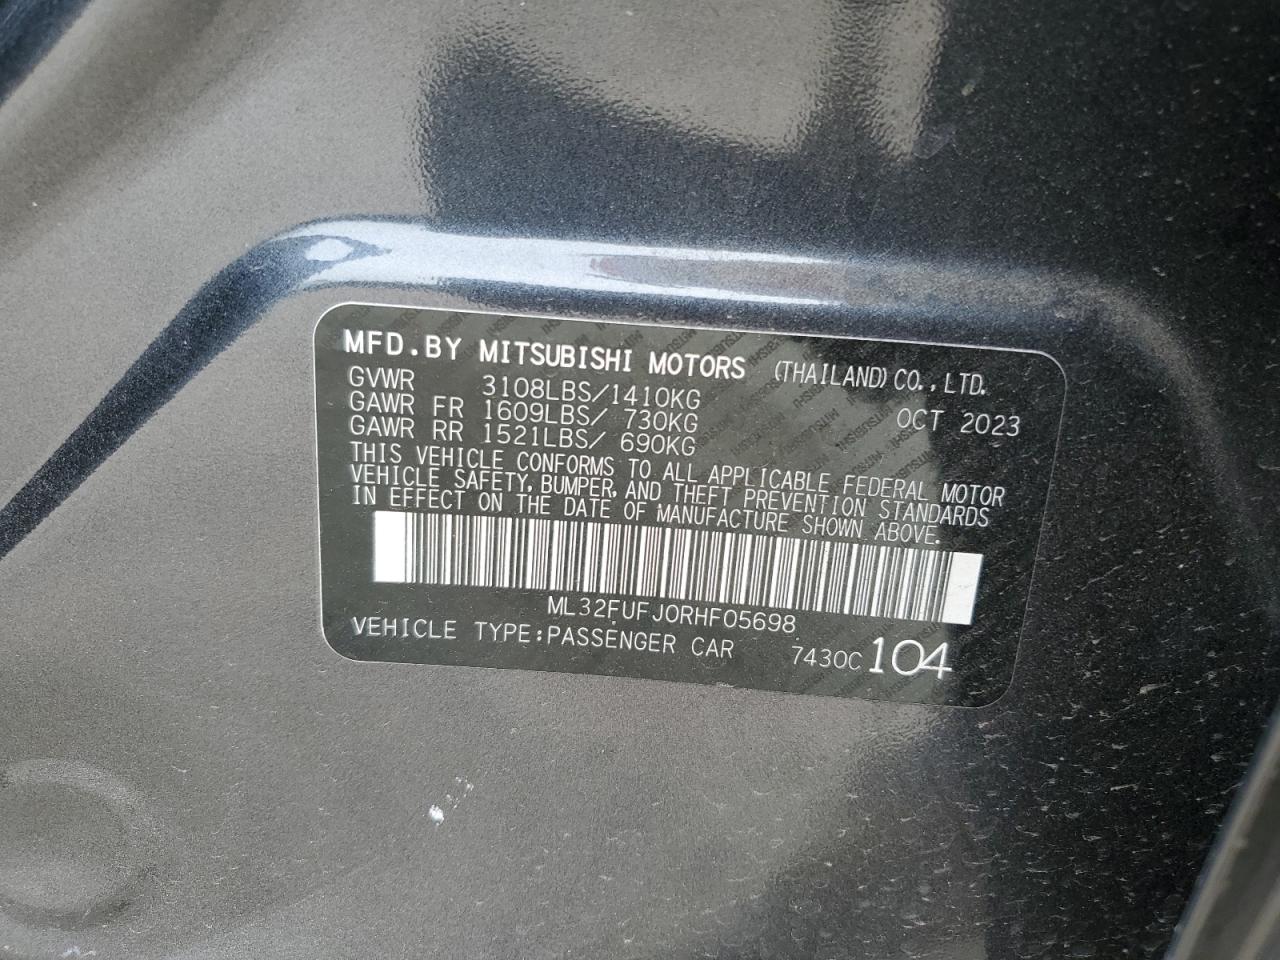 MFD.BY MITSUBISHI MOTORS (THAILAND) CO., LTD.
GVWR 3108LBS/1410KG OCT 2023
GAWR FR 1609LBS/ 730KG
GAWR RR 1521LBS/ 690KG
THIS VEHICLE CONFORMS TO ALL APPLICABLE FEDERAL MOTOR
VEHICLE SAFETY, BUMPER, AND THEFT PREVENTION STANDARDS
IN EFFECT ON THE DATE OF MANUFACTURE SHOWN ABOVE.
ML32FUFJ0RHF05698
VEHICLE TYPE:PASSENGER CAR 7430C 104